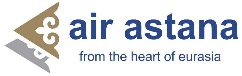 air astana
from the heart of eurasia